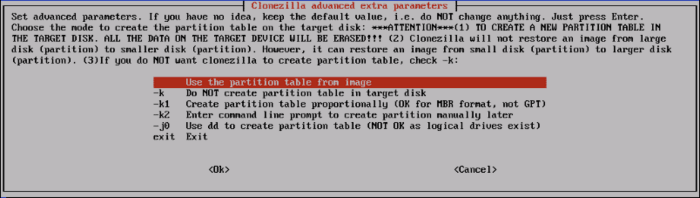 Clonezilla advanced extra parameters
Set advanced parameters. If you have no idea, keep the default value, i.e. do NOT change anything. Just press Enter.
Choose the mode to create the partition table on the target disk: ***ATTENTION***(1) TO CREATE A NEW PARTITION TABLE IN
THE TARGET DISK. ALL THE DATA ON THE TARGET DEVICE WILL BE ERASED!!! (2) Clonezilla will not restore an image from large
disk (partition) to smaller disk (partition). However, it can restore an image from small disk (partition) to larger disk
(partition). (3)If you do NOT want clonezilla to create partition table, check -k:
Use the partition table from image
-k Do NOT create partition table in target disk
-k1 Create partition table proportionally (OK for MBR format, not GPT)
-k2 Enter command line prompt to create partition manually later
-j0 Use dd to create partition table (NOT OK as logical drives exist)
exit Exit
<Ok> <Cancel>